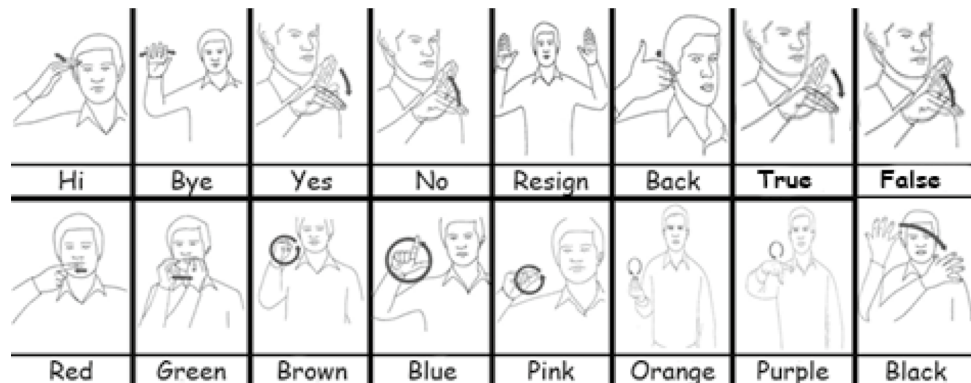 Hi Bye Yes No Resign Back True False
Red Green Brown Blue Pink Orange Purple Black